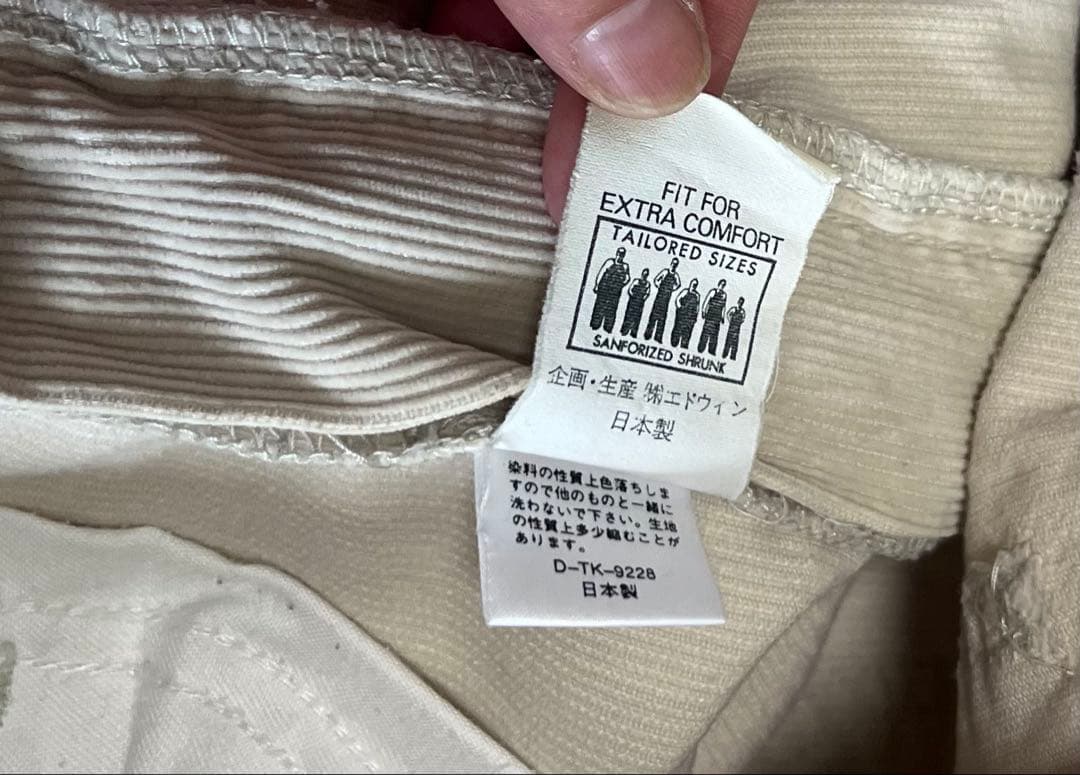 FIT FOR
EXTRA COMFORT
TAILORED SIZES
SANFORIZED SHRUNK
企画・生産 ㈱エドウィン
日本製
染料の性質上色落ちしま
すので他のものと一緒に
洗わないで下さい。生地
の性質上多少縮むことが
あります。
D-TK-9228
日本製